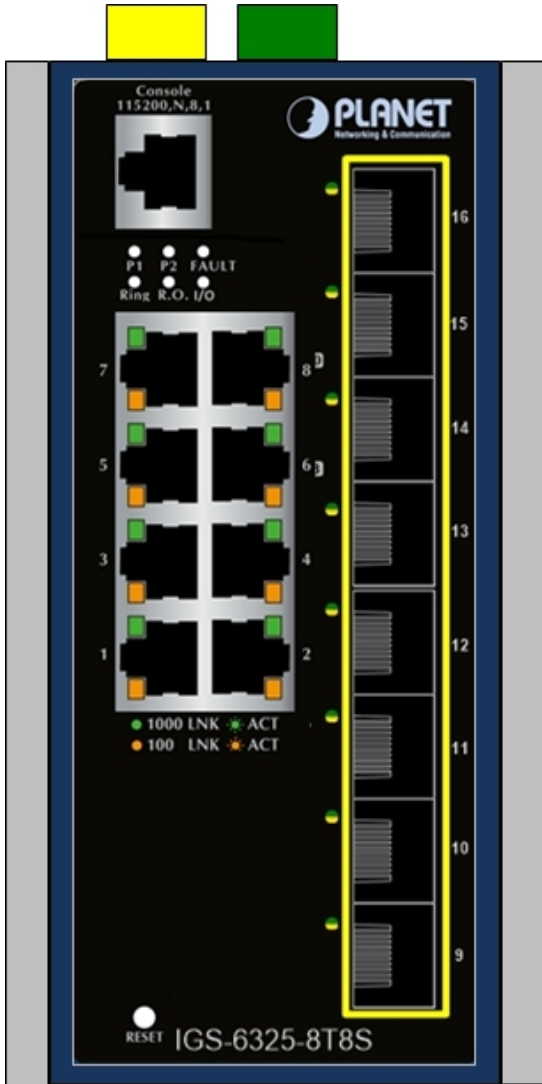 Console
115200,N,8,1
PLANET
Networking & Communication
P1 P2 FAULT
Ring R.O. I/O
7 8
5 6
3 4
1 2
1000 LNK ACT
100 LNK ACT
16
15
14
13
12
11
10
9
RESET
IGS-6325-8T8S